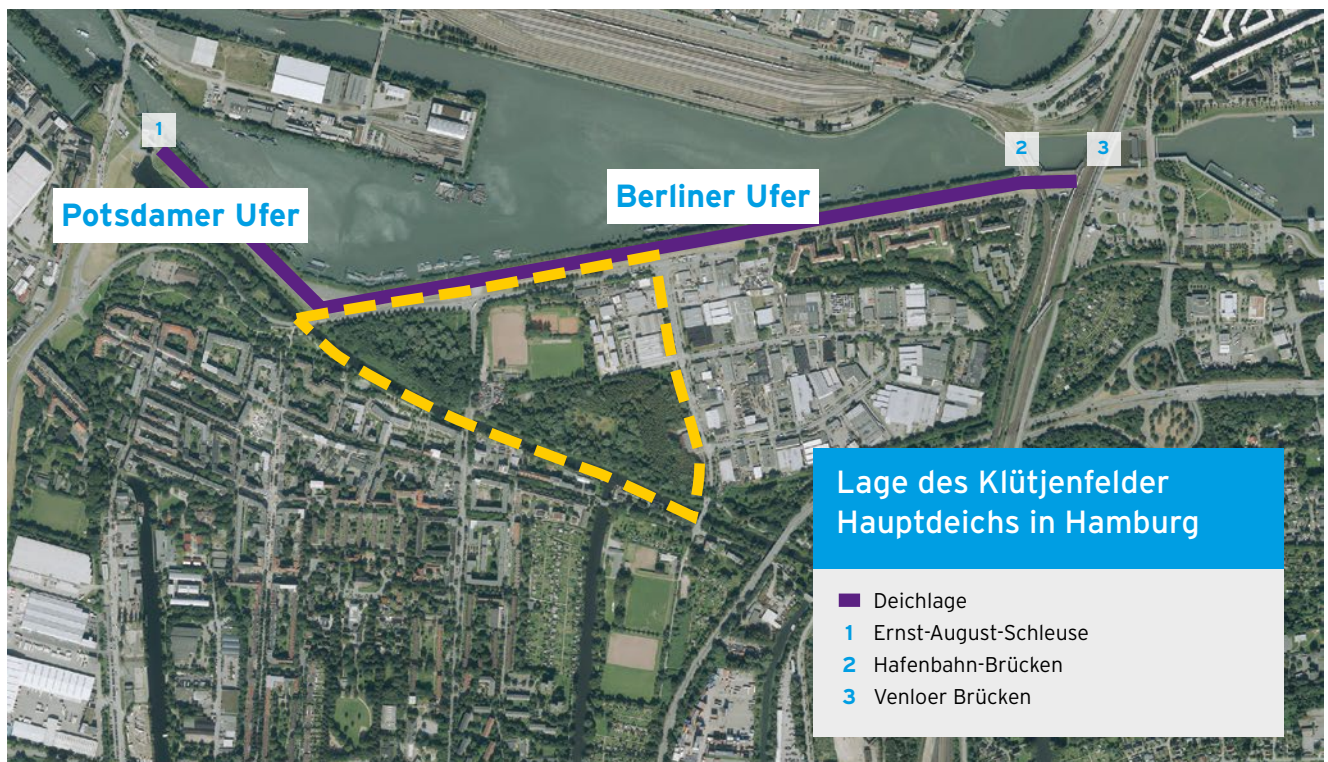 1
2
3
Potsdamer Ufer
Berliner Ufer
Lage des Klütjenfelder
Hauptdeichs in Hamburg
Deichlage
1 Ernst-August-Schleuse
2 Hafenbahn-Brücken
3 Venloer Brücken